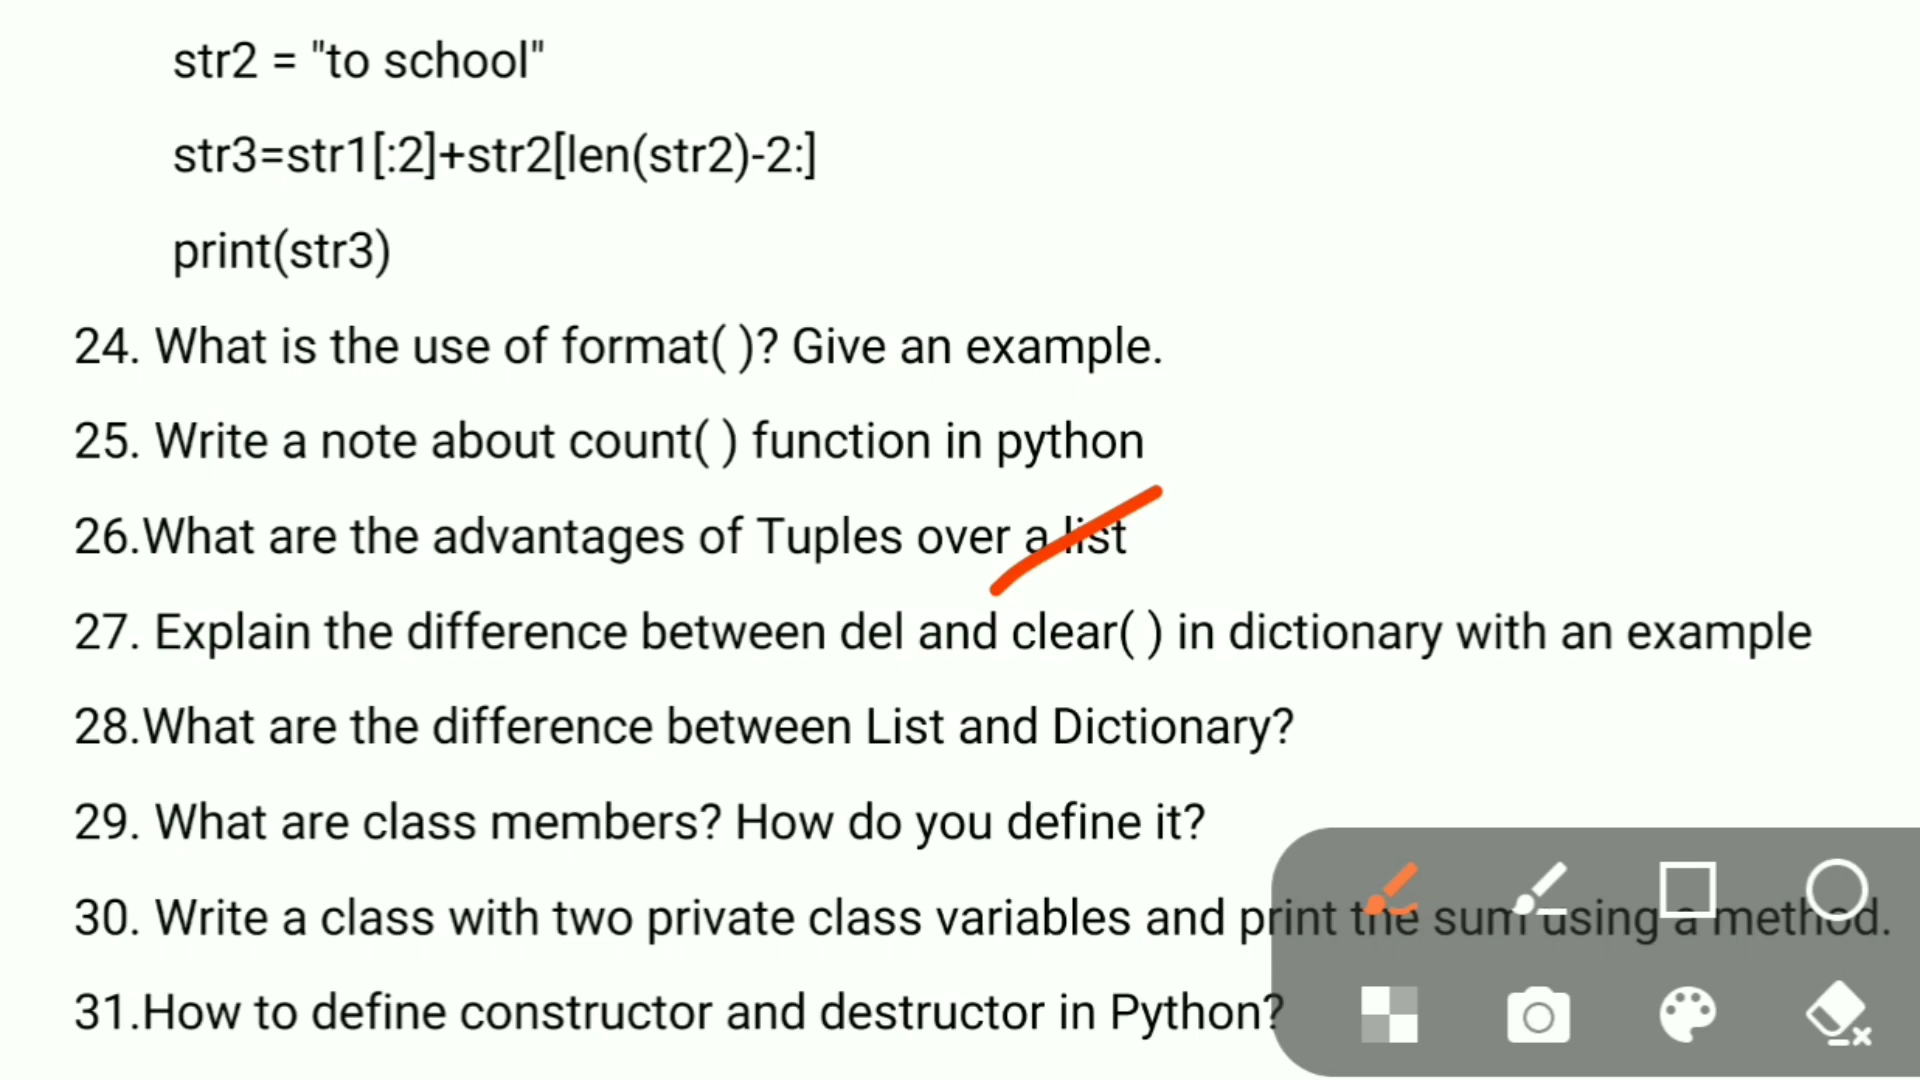 str2 = "to school"
str3=str1[:2]+str2[len(str2)-2:]
print(str3)
24. What is the use of format( )? Give an example.
25. Write a note about count( ) function in python
26.What are the advantages of Tuples over a list
27. Explain the difference between del and clear( ) in dictionary with an example
28.What are the difference between List and Dictionary?
29. What are class members? How do you define it?
30. Write a class with two private class variables and print the sum using a method.
31.How to define constructor and destructor in Python?